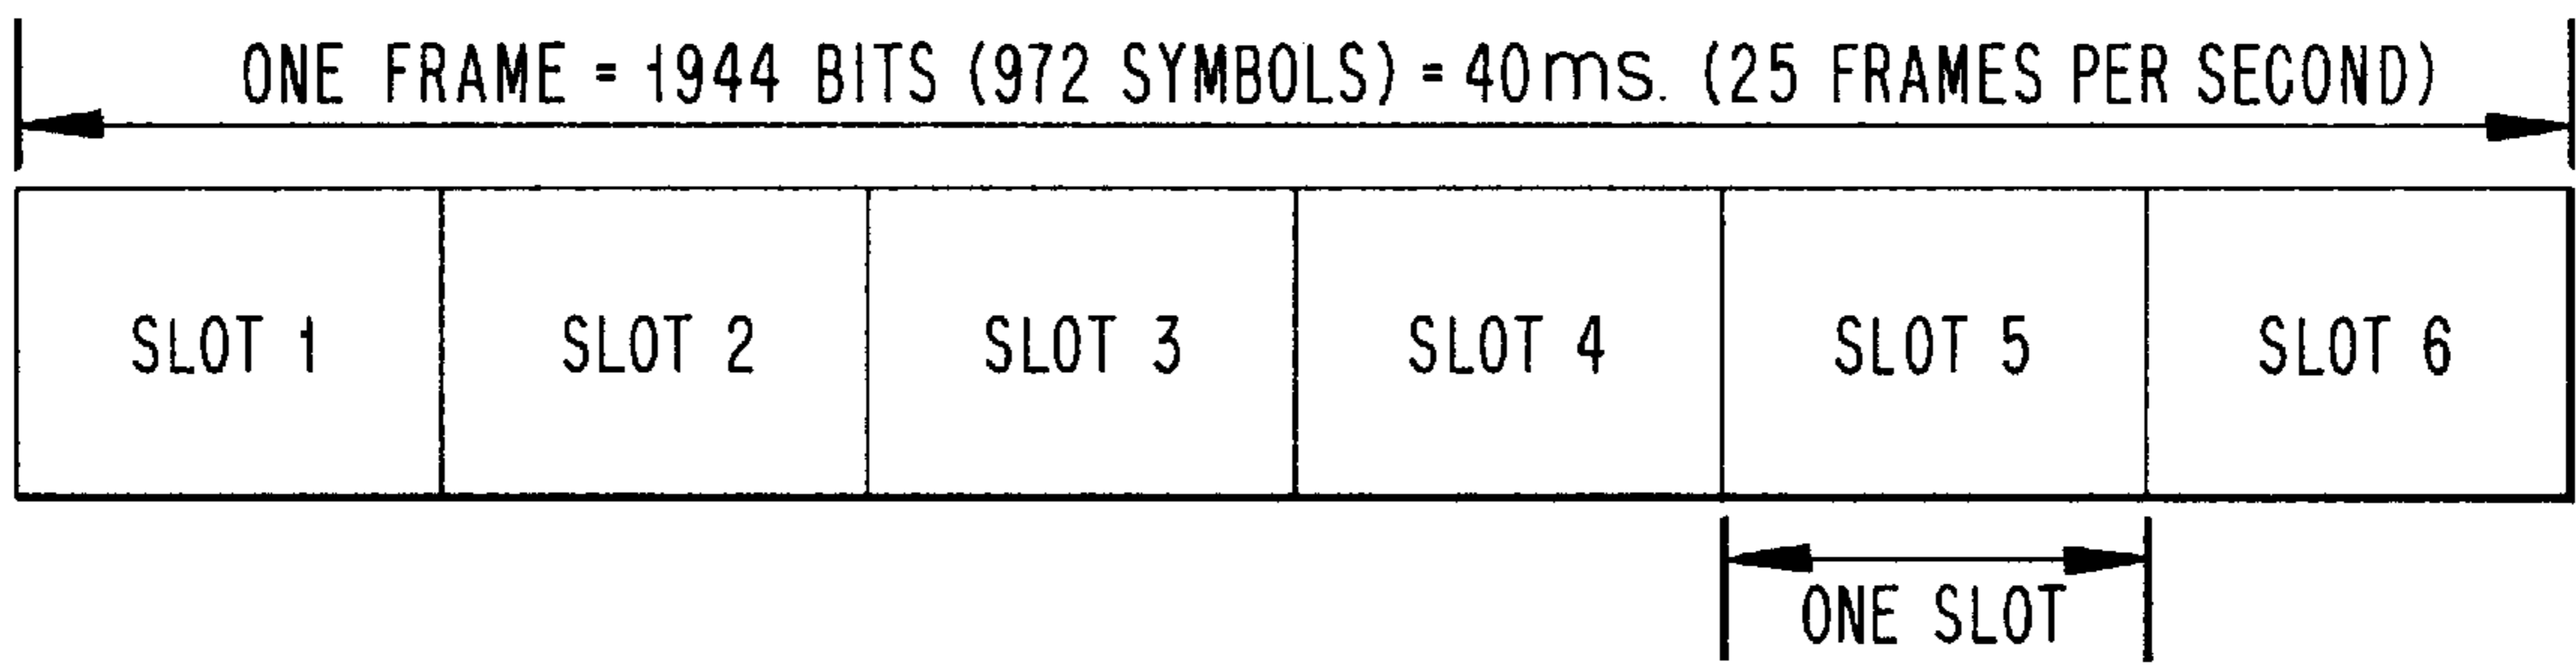 ONE FRAME = 1944 BITS (972 SYMBOLS) = 40ms. (25 FRAMES PER SECOND)
SLOT 1 SLOT 2 SLOT 3 SLOT 4 SLOT 5 SLOT 6
ONE SLOT